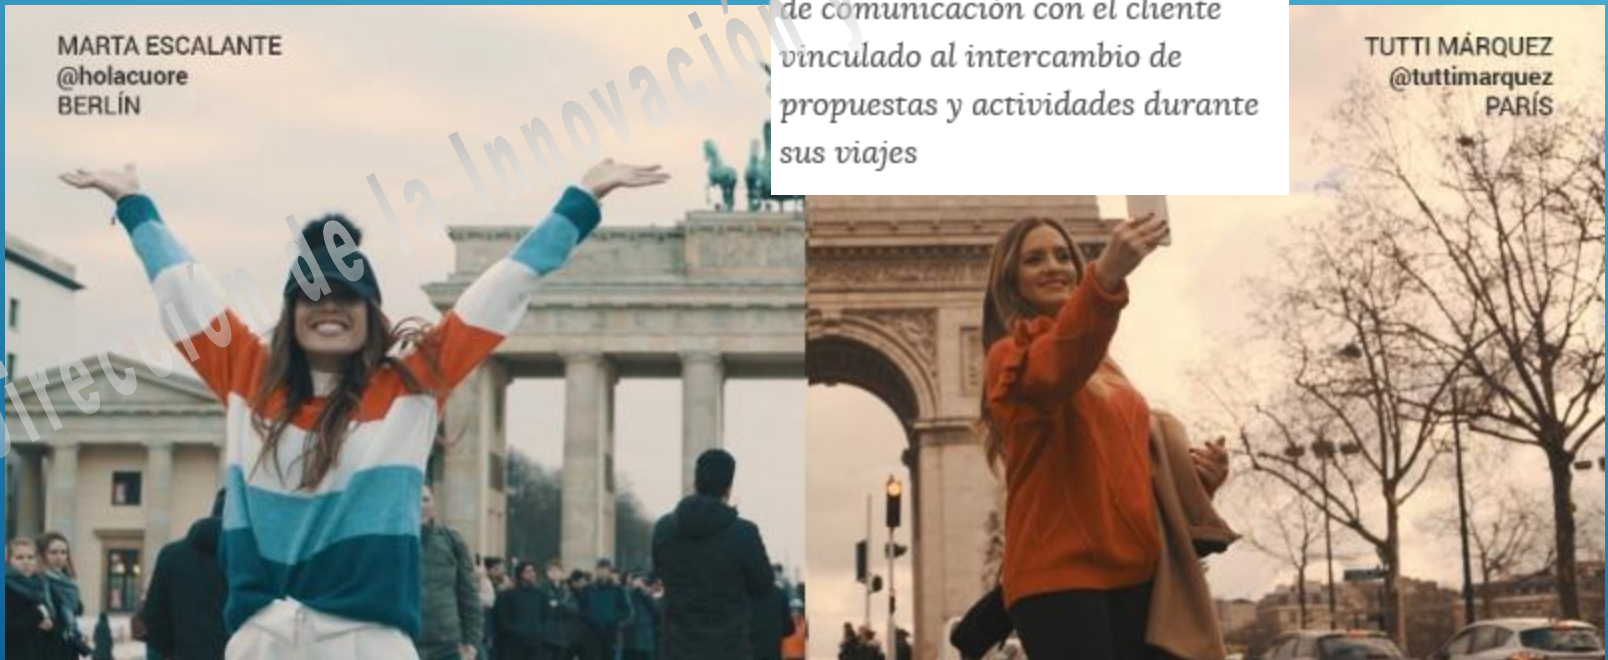 MARTA ESCALANTE
@holacuore
BERLÍN
de comunicación con el cliente
vinculado al intercambio de
propuestas y actividades durante
sus viajes
TUTTI MÁRQUEZ
@tuttimarquez
PARÍS
Dirección de la Innovación y